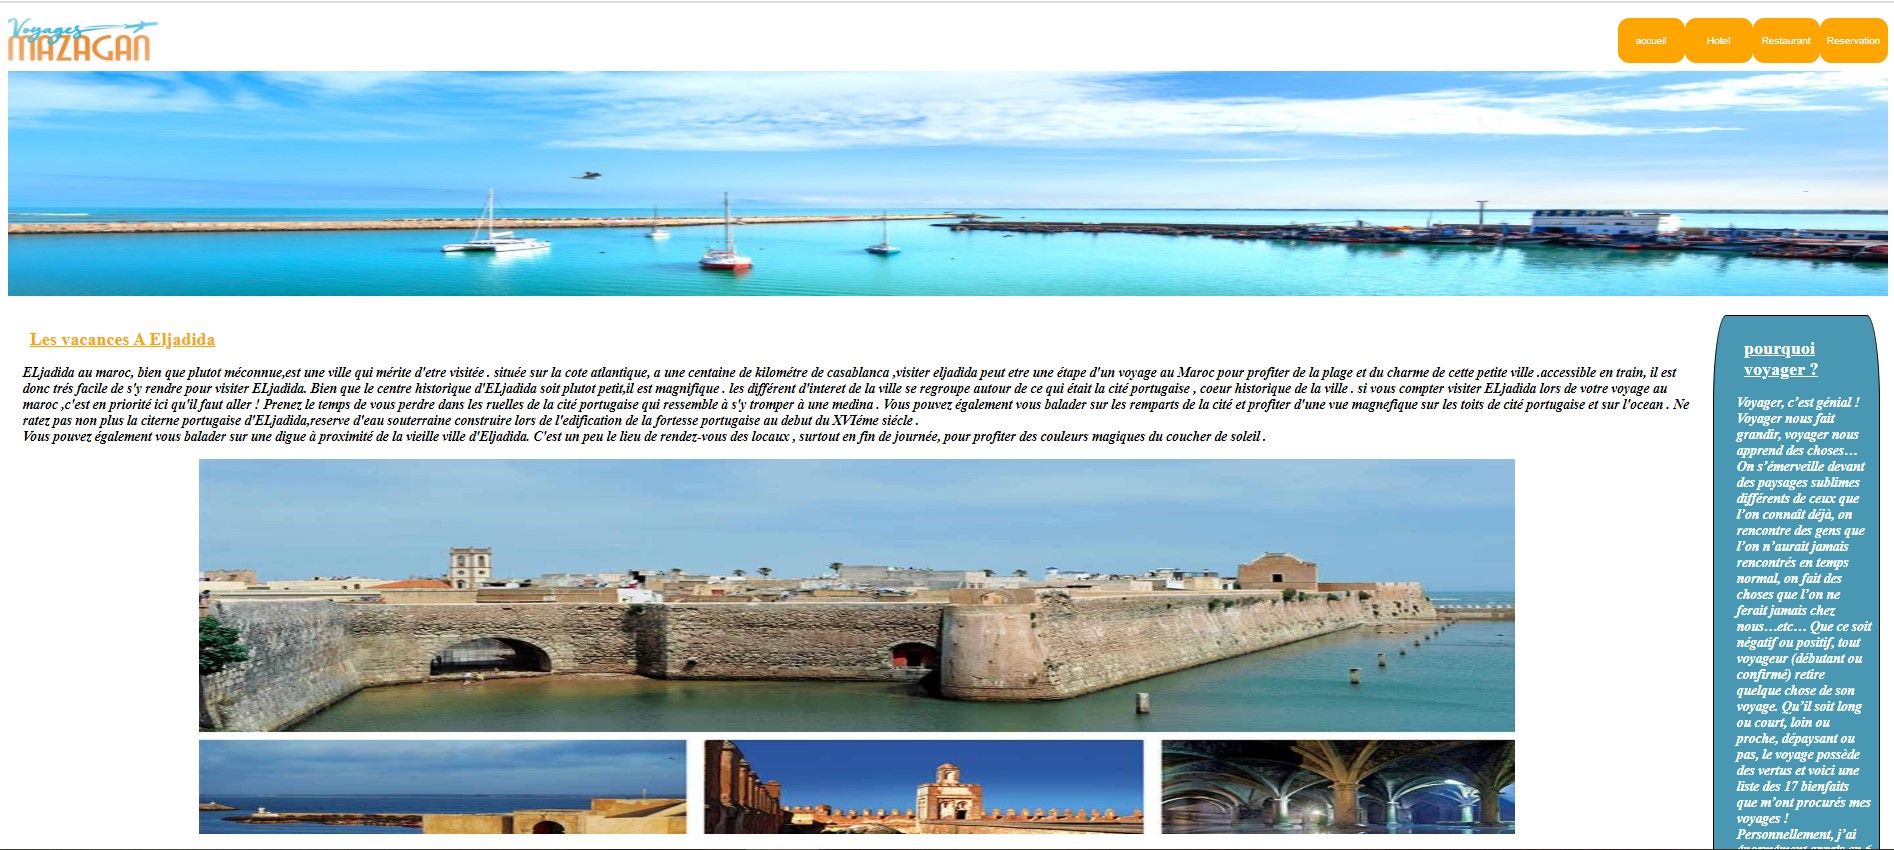 Voyages
MAZAGAN
accueil
Hotel
Restaurant
Reservation
Les vacances A Eljadida
ELjadida au maroc, bien que plutot méconnue,est une ville qui mérite d'etre visitée . située sur la cote atlantique, a une centaine de kilométre de casablanca ,visiter eljadida peut etre une étape d'un voyage au Maroc pour profiter de la plage et du charme de cette petite ville .accessible en train, il est
donc trés facile de s'y rendre pour visiter ELjadida. Bien que le centre historique d'ELjadida soit plutot petit,il est magnifique . les différent d'interet de la ville se regroupe autour de ce qui était la cité portugaise , coeur historique de la ville . si vous compter visiter ELjadida lors de votre voyage au
maroc ,c'est en priorité ici qu'il faut aller ! Prenez le temps de vous perdre dans les ruelles de la cité portugaise qui ressemble à s'y tromper à une medina . Vous pouvez également vous balader sur les remparts de la cité et profiter d'une vue magnefique sur les toits de cité portugaise et sur l'ocean . Ne
ratez pas non plus la citerne portugaise d'ELjadida,reserve d'eau souterraine construire lors de l'edification de la fortesse portugaise au debut du XVIéme siécle .
Vous pouvez également vous balader sur une digue à proximité de la vieille ville d'Eljadida. C'est un peu le lieu de rendez-vous des locaux , surtout en fin de journée, pour profiter des couleurs magiques du coucher de soleil .
pourquoi
voyager ?
Voyager, c’est génial !
Voyager nous fait
grandir, voyager nous
apprend des choses…
On s’émerveille devant
des paysages sublimes
différents de ceux que
l’on connaît déjà, on
rencontre des gens que
l’on n’aurait jamais
rencontrés en temps
normal, on fait des
choses que l’on ne
ferait jamais chez
nous…etc… Que ce soit
négatif ou positif, tout
voyageur (débutant ou
confirmé) retire
quelque chose de son
voyage. Qu’il soit long
ou court, loin ou
proche, dépaysant ou
pas, le voyage possède
des vertus et voici une
liste des 17 bienfaits
que m’ont procurés mes
voyages !
Personnellement, j’ai